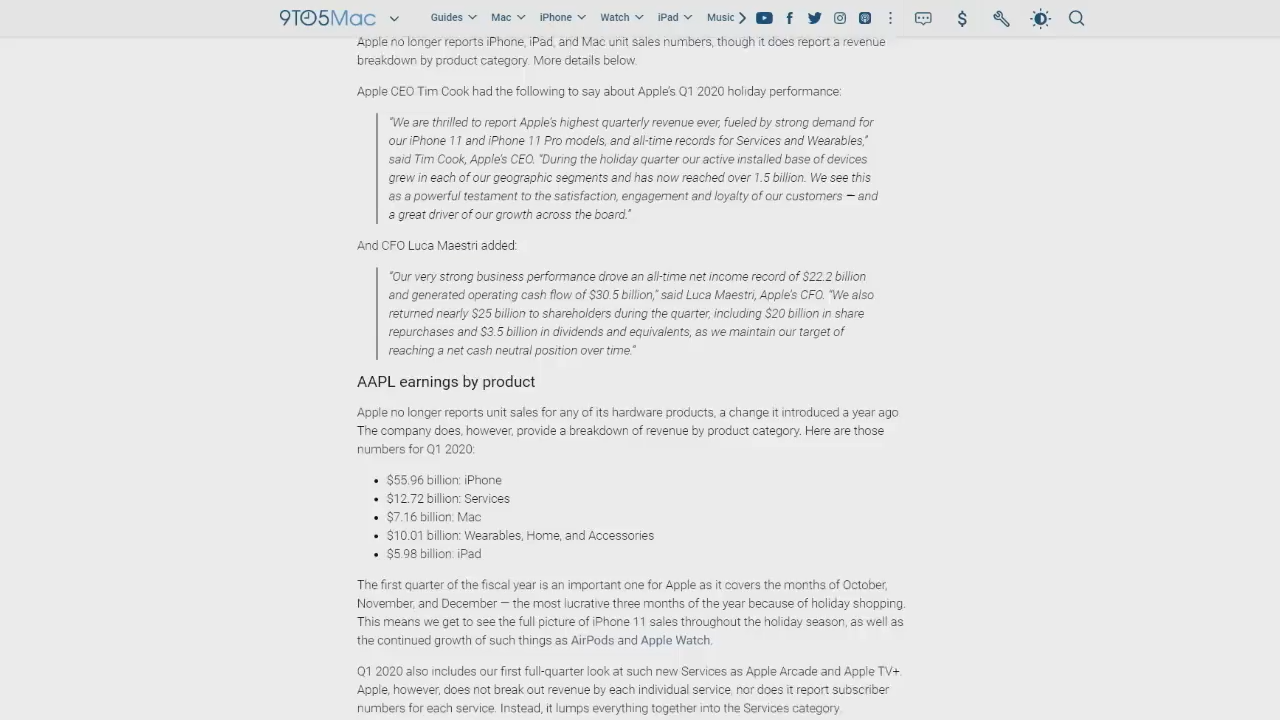 9TO5Mac Guides Mac iPhone Watch iPad Music
Apple no longer reports iPhone, iPad, and Mac unit sales numbers, though it does report a revenue
breakdown by product category. More details below.
Apple CEO Tim Cook had the following to say about Apple's Q1 2020 holiday performance:
"We are thrilled to report Apple's highest quarterly revenue ever, fueled by strong demand for
our iPhone 11 and iPhone 11 Pro models, and all-time records for Services and Wearables,"
said Tim Cook, Apple's CEO. "During the holiday quarter our active installed base of devices
grew in each of our geographic segments and has now reached over 1.5 billion. We see this
as a powerful testament to the satisfaction, engagement and loyalty of our customers — and
a great driver of our growth across the board."
And CFO Luca Maestri added:
"Our very strong business performance drove an all-time net income record of $22.2 billion
and generated operating cash flow of $30.5 billion," said Luca Maestri, Apple's CFO. "We also
returned nearly $25 billion to shareholders during the quarter, including $20 billion in share
repurchases and $3.5 billion in dividends and equivalents, as we maintain our target of
reaching a net cash neutral position over time."
AAPL earnings by product
Apple no longer reports unit sales for any of its hardware products, a change it introduced a year ago
The company does, however, provide a breakdown of revenue by product category. Here are those
numbers for Q1 2020:
• $55.96 billion: iPhone
• $12.72 billion: Services
• $7.16 billion: Mac
• $10.01 billion: Wearables, Home, and Accessories
• $5.98 billion: iPad
The first quarter of the fiscal year is an important one for Apple as it covers the months of October,
November, and December — the most lucrative three months of the year because of holiday shopping.
This means we get to see the full picture of iPhone 11 sales throughout the holiday season, as well as
the continued growth of such things as AirPods and Apple Watch.
Q1 2020 also includes our first full-quarter look at such new Services as Apple Arcade and Apple TV+.
Apple, however, does not break out revenue by each individual service, nor does it report subscriber
numbers for each service. Instead, it lumps everything together into the Services category.